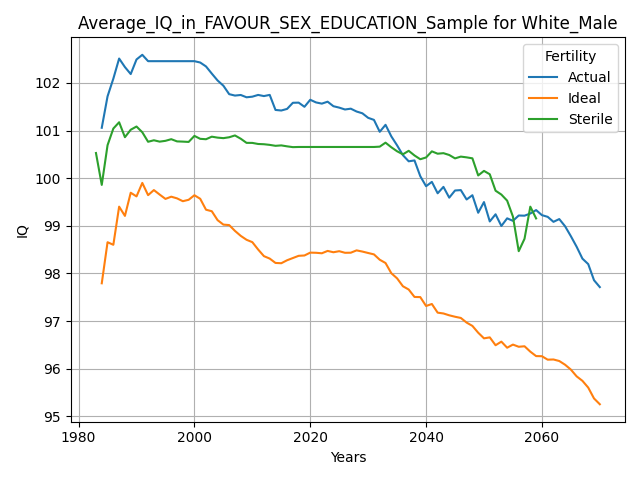 Average_IQ_in_FAVOUR_SEX_EDUCATION_Sample for White_Male
Fertility
Actual
Ideal
Sterile
IQ
102
101
100
99
98
97
96
95
1980
2000
2020
2040
2060
Years